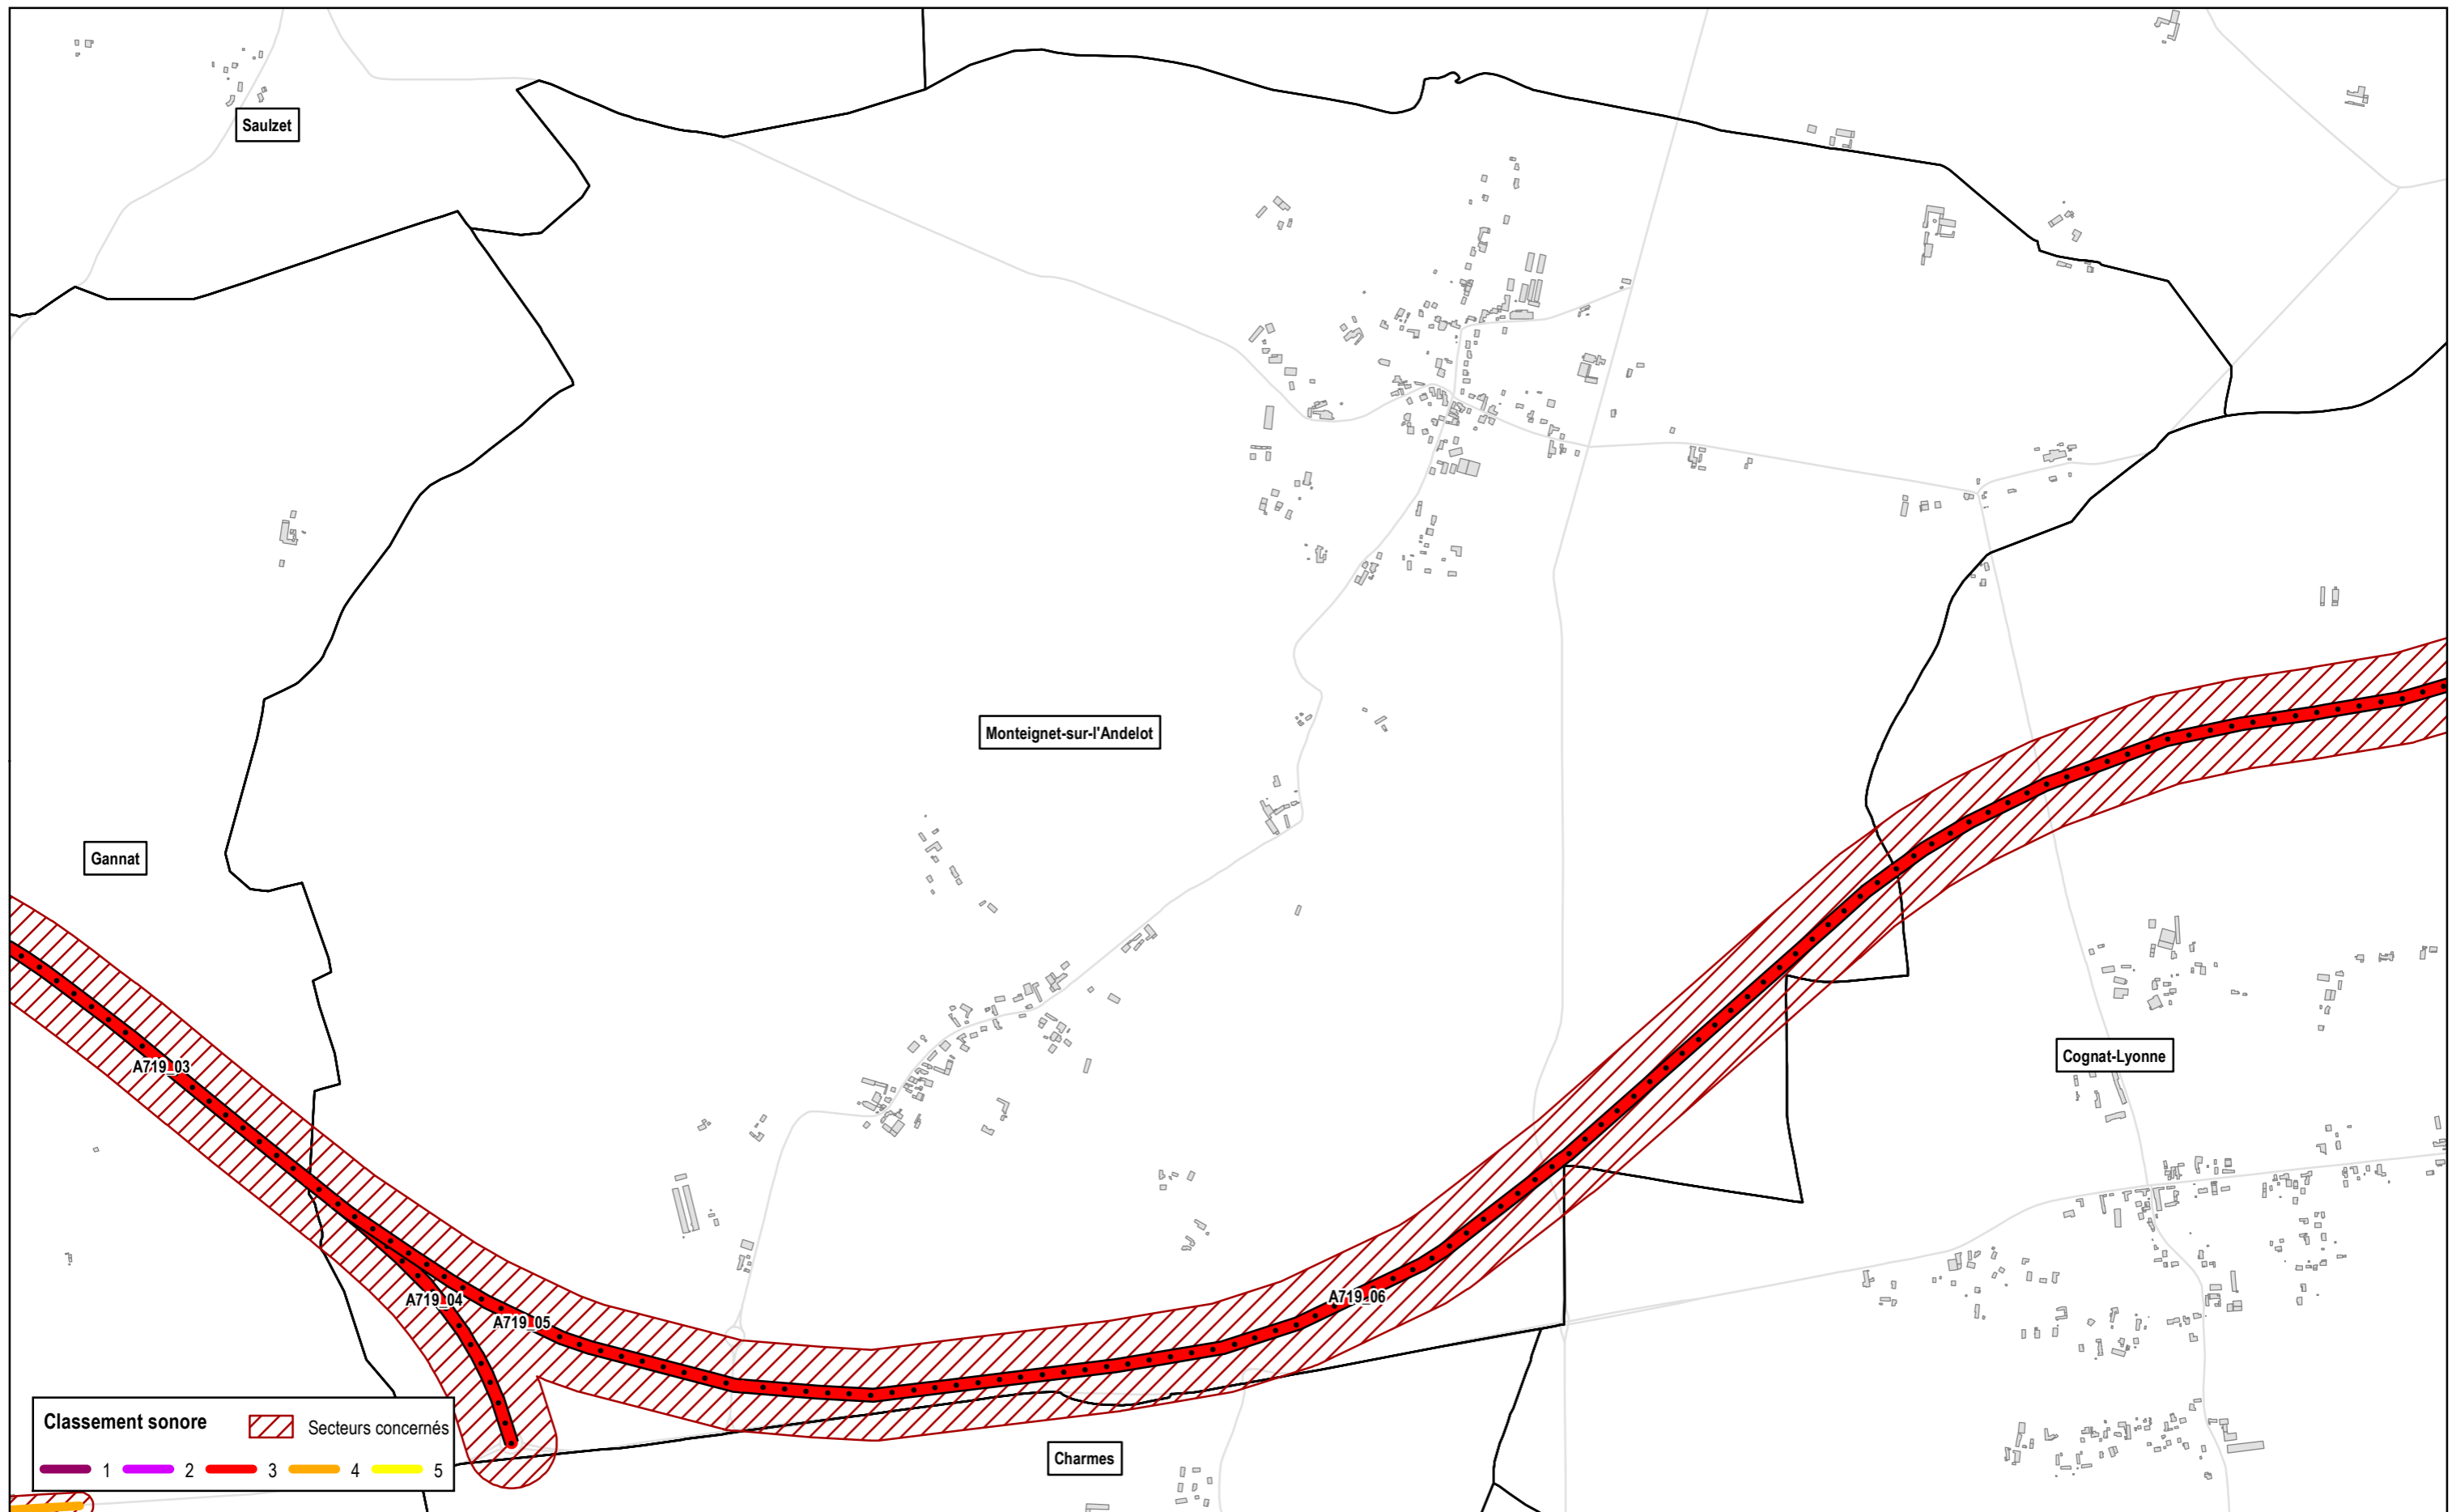 Saulzet
Monteignet-sur-l'Andelot
Gannat
A719_03
Cognat-Lyonne
A719_04
A719_06
A719_05
Classement sonore
Secteurs concernés
Charmes
1 2 3 4 5